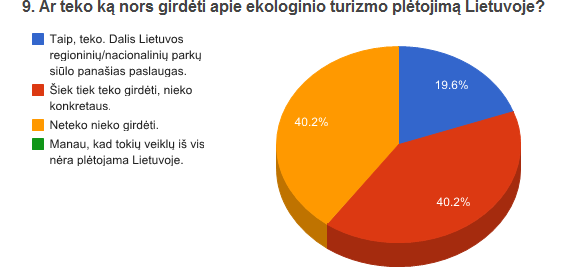 9. Ar teko ką nors girdėti apie ekologinio turizmo plėtojimą Lietuvoje?
Taip, teko. Dalis Lietuvos
regioninių/nacionalinių parkų
siūlo panašias paslaugas.
Šiek tiek teko girdėti, nieko
konkretaus.
Neteko nieko girdėti.
Manau, kad tokių veiklų iš vis
nėra plėtojama Lietuvoje.
19.6%
40.2%
40.2%